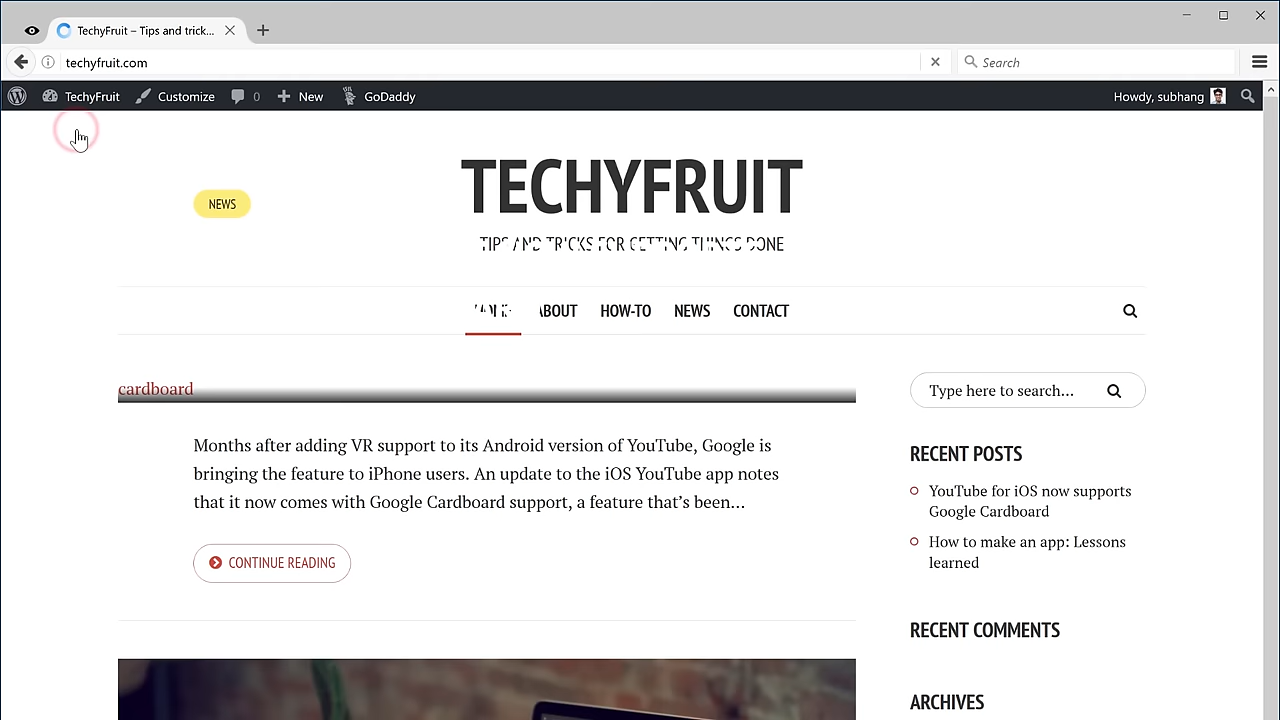 TechyFruit – Tips and trick...
techyfruit.com
Search
TechyFruit
Customize
0
New
GoDaddy
Howdy, subhang
TECHYFRUIT
NEWS
TIPS AND TRICKS FOR GETTING THINGS DONE
HOME
ABOUT
HOW-TO
NEWS
CONTACT
cardboard
Type here to search...
Months after adding VR support to its Android version of YouTube, Google is
bringing the feature to iPhone users. An update to the iOS YouTube app notes
that it now comes with Google Cardboard support, a feature that’s been...
CONTINUE READING
RECENT POSTS
YouTube for iOS now supports
Google Cardboard
How to make an app: Lessons
learned
RECENT COMMENTS
ARCHIVES